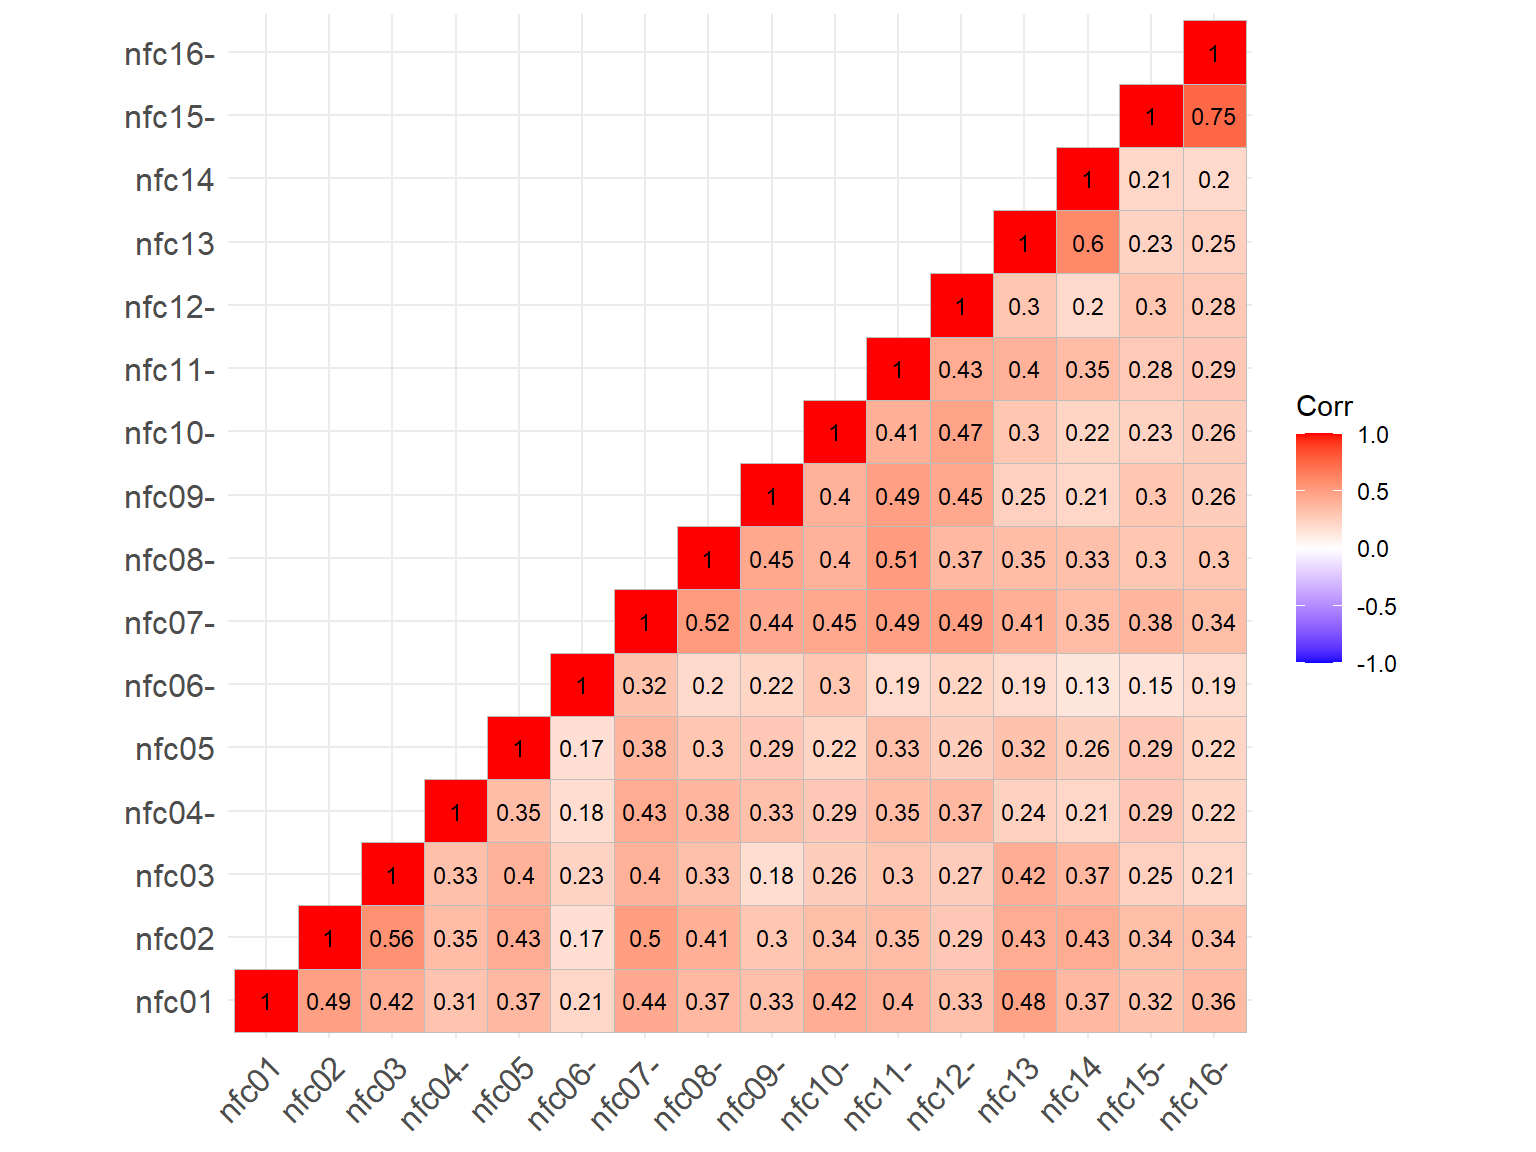 nfc16- 1
nfc15- 1 0.75
nfc14 1 0.21 0.2
nfc13 1 0.6 0.23 0.25
nfc12- 1 0.3 0.2 0.3 0.28
nfc11- 1 0.43 0.4 0.35 0.28 0.29
nfc10- 1 0.41 0.47 0.3 0.22 0.23 0.26
nfc09- 1 0.4 0.49 0.45 0.25 0.21 0.3 0.26
nfc08- 1 0.45 0.4 0.51 0.37 0.35 0.33 0.3 0.3
nfc07- 1 0.52 0.44 0.45 0.49 0.49 0.41 0.35 0.38 0.34
nfc06- 1 0.32 0.2 0.22 0.3 0.19 0.22 0.19 0.13 0.15 0.19
nfc05 1 0.17 0.38 0.3 0.29 0.22 0.33 0.26 0.32 0.26 0.29 0.22
nfc04- 1 0.35 0.18 0.43 0.38 0.33 0.29 0.35 0.37 0.24 0.21 0.29 0.22
nfc03 1 0.33 0.4 0.23 0.4 0.33 0.18 0.26 0.3 0.27 0.42 0.37 0.25 0.21
nfc02 1 0.56 0.35 0.43 0.17 0.5 0.41 0.3 0.34 0.35 0.29 0.43 0.43 0.34 0.34
nfc01 1 0.49 0.42 0.31 0.37 0.21 0.44 0.37 0.33 0.42 0.4 0.33 0.48 0.37 0.32 0.36
nfc01 nfc02 nfc03 nfc04- nfc05 nfc06- nfc07- nfc08- nfc09- nfc10- nfc11- nfc12- nfc13 nfc14 nfc15- nfc16-
Corr
1.0
0.5
0.0
-0.5
-1.0